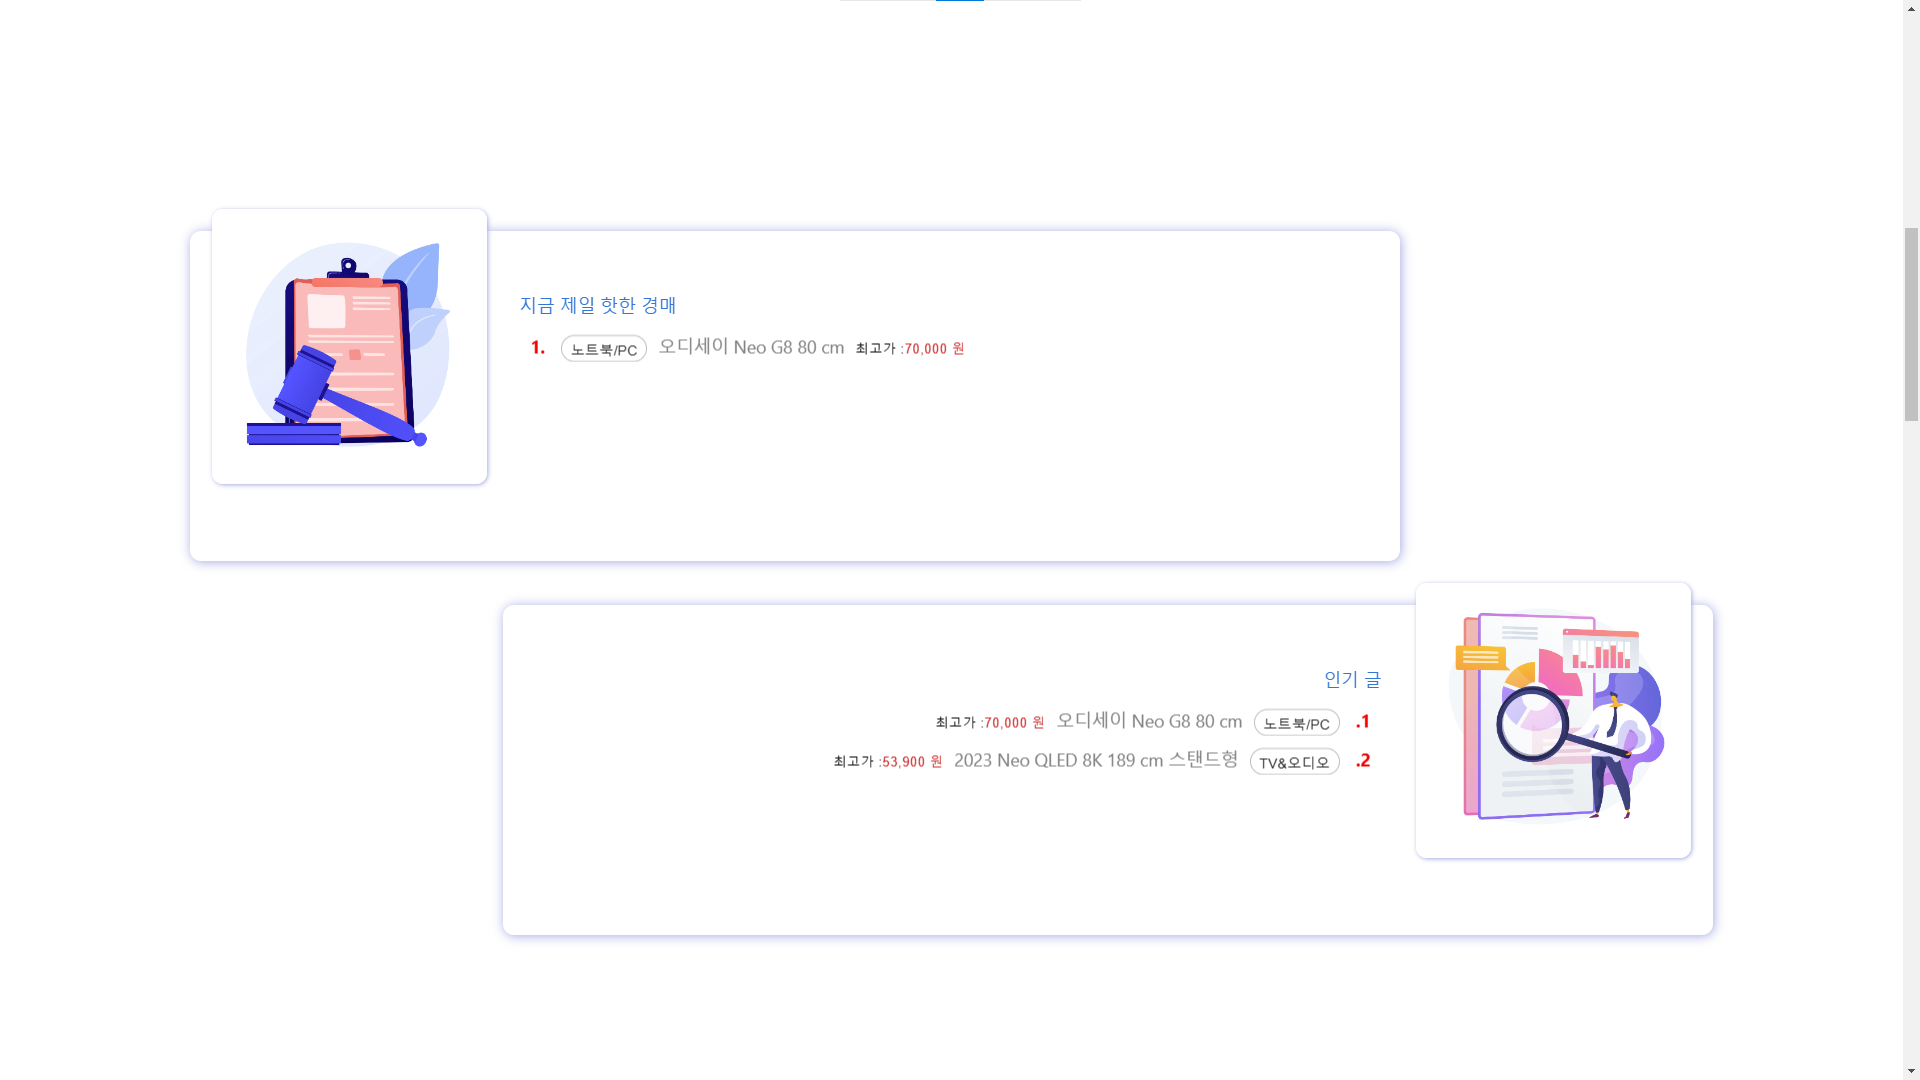 지금 제일 핫한 경매
1. 노트북/PC 오디세이 Neo G8 80 cm 최고가 :70,000 원
인기 글
최고가 :70,000 원 오디세이 Neo G8 80 cm 노트북/PC .1
최고가 :53,900 원 2023 Neo QLED 8K 189 cm 스탠드형 TV&오디오 .2